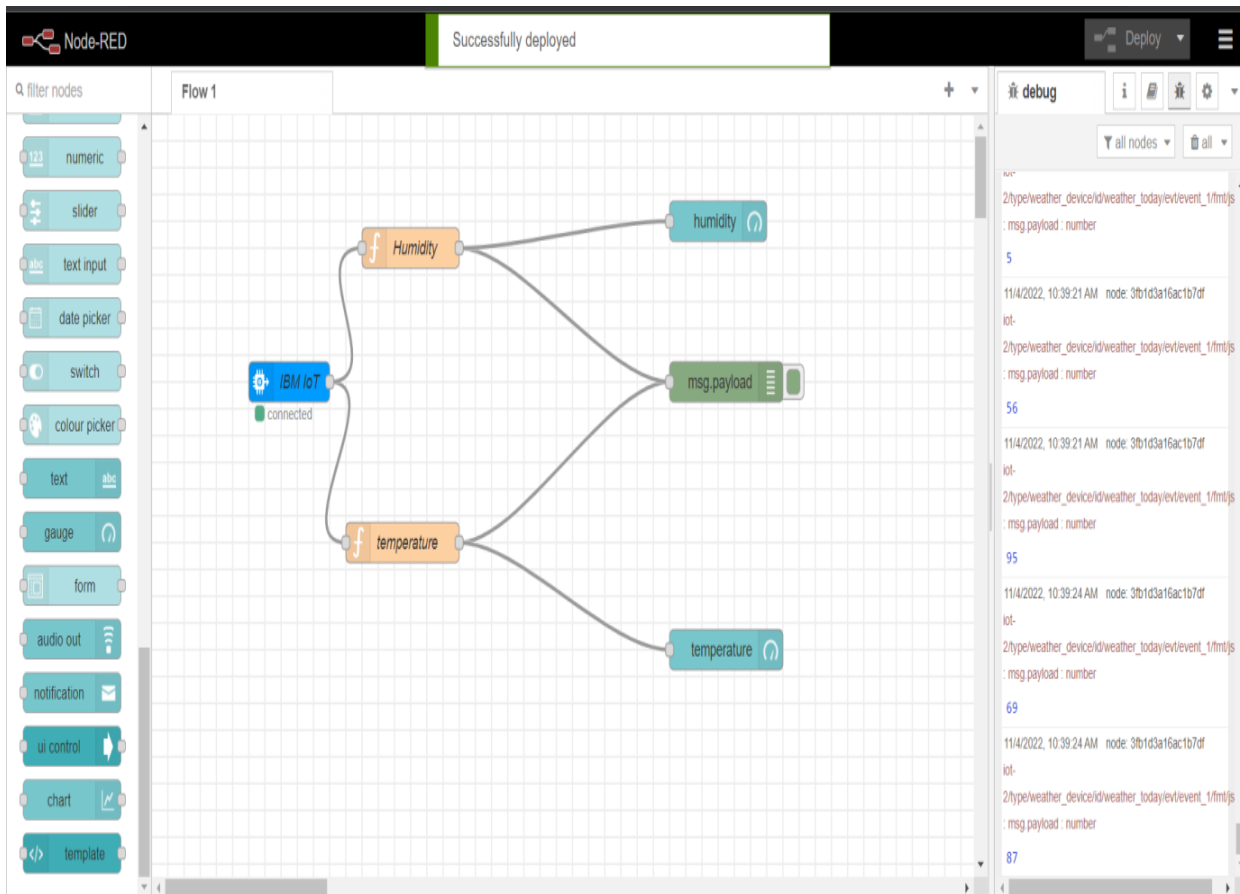 Node-RED
Successfully deployed
Deploy
filter nodes
Flow 1
debug
i
all nodes
all
123 numeric
slider
abc text input
date picker
switch
colour picker
text abc
gauge
form
audio out
notification
ui control
chart
</> template
Humidity
humidity
IBM IoT
connected
msg.payload
temperature
temperature
2/type/weather_device/id/weather_today/evt/event_1/fmt/js
: msg.payload : number
5
11/4/2022, 10:39:21 AM node: 3fb1d3a16ac1b7df
iot-
2/type/weather_device/id/weather_today/evt/event_1/fmt/js
: msg.payload : number
56
11/4/2022, 10:39:21 AM node: 3fb1d3a16ac1b7df
iot-
2/type/weather_device/id/weather_today/evt/event_1/fmt/js
: msg.payload : number
95
11/4/2022, 10:39:24 AM node: 3fb1d3a16ac1b7df
iot-
2/type/weather_device/id/weather_today/evt/event_1/fmt/js
: msg.payload : number
69
11/4/2022, 10:39:24 AM node: 3fb1d3a16ac1b7df
iot-
2/type/weather_device/id/weather_today/evt/event_1/fmt/js
: msg.payload : number
87